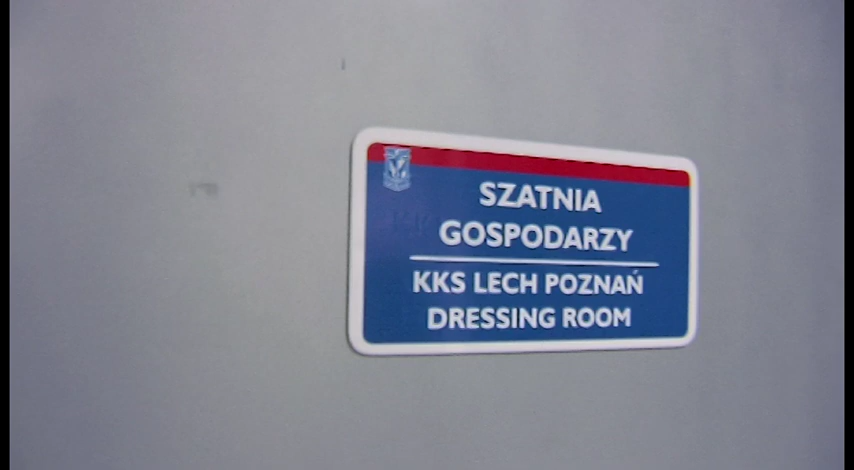 SZATNIA
GOSPODARZY
KKS LECH POZNAŃ
DRESSING ROOM